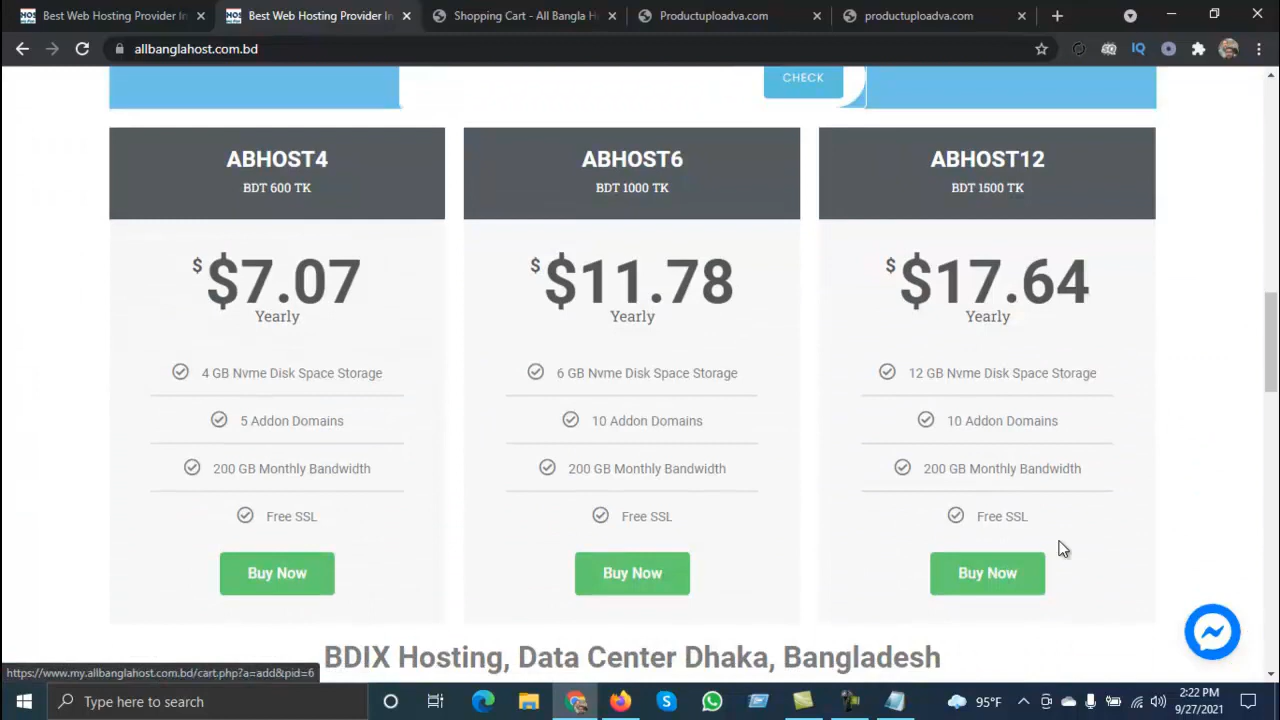 Best Web Hosting Provider In
Best Web Hosting Provider In
Shopping Cart - All Bangla H
Productuploadva.com
productuploadva.com
allbanglahost.com.bd
CHECK
ABHOST4
BDT 600 TK
$
$7.07
Yearly
4 GB Nvme Disk Space Storage
5 Addon Domains
200 GB Monthly Bandwidth
Free SSL
Buy Now
ABHOST6
BDT 1000 TK
$
$11.78
Yearly
6 GB Nvme Disk Space Storage
10 Addon Domains
200 GB Monthly Bandwidth
Free SSL
Buy Now
ABHOST12
BDT 1500 TK
$
$17.64
Yearly
12 GB Nvme Disk Space Storage
10 Addon Domains
200 GB Monthly Bandwidth
Free SSL
Buy Now
BDIX Hosting, Data Center Dhaka, Bangladesh
https://www.my.allbanglahost.com.bd/cart.php?a=add&pid=6
Type here to search
95°F
2:22 PM
9/27/2021